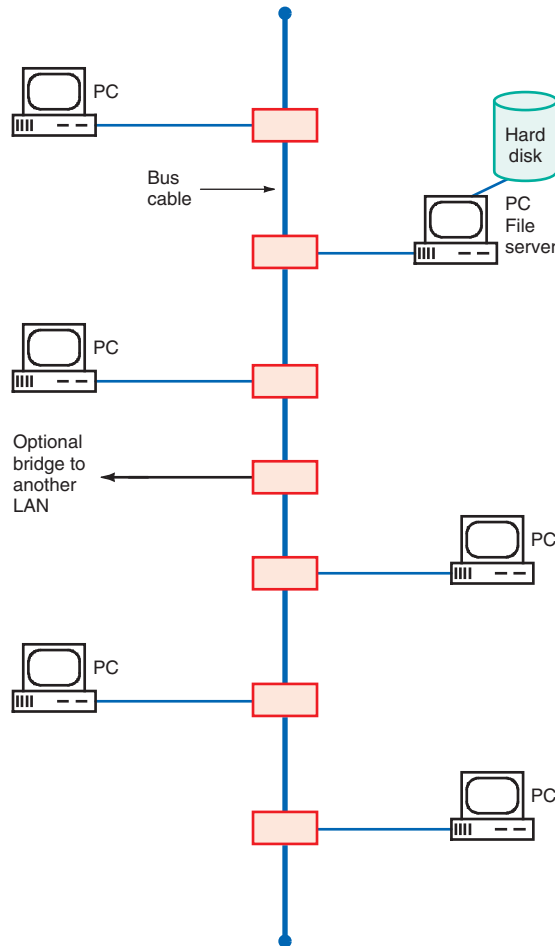 PC
Hard
disk
Bus
cable
PC
File
server
PC
Optional
bridge to
another
LAN
PC
PC
PC